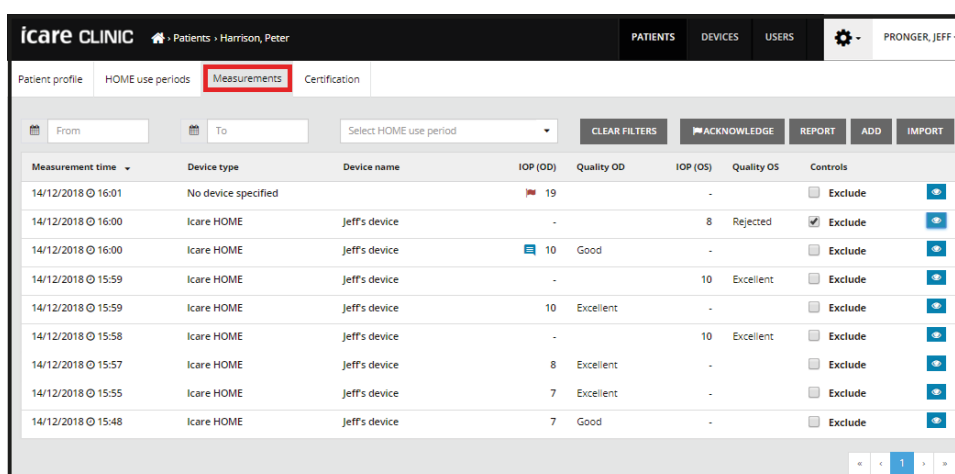 icare CLINIC › Patients › Harrison, Peter PATIENTS DEVICES USERS PRONGER, JEFF
Patient profile HOME use periods Measurements Certification
From To Select HOME use period CLEAR FILTERS ACKNOWLEDGE REPORT ADD IMPORT
Measurement time Device type Device name IOP (OD) Quality OD IOP (OS) Quality OS Controls
14/12/2018 16:01 No device specified 19 - Exclude
14/12/2018 16:00 Icare HOME Jeff's device - 8 Rejected Exclude
14/12/2018 16:00 Icare HOME Jeff's device 10 Good - Exclude
14/12/2018 15:59 Icare HOME Jeff's device - 10 Excellent Exclude
14/12/2018 15:59 Icare HOME Jeff's device 10 Excellent - Exclude
14/12/2018 15:58 Icare HOME Jeff's device - 10 Excellent Exclude
14/12/2018 15:57 Icare HOME Jeff's device 8 Excellent - Exclude
14/12/2018 15:55 Icare HOME Jeff's device 7 Excellent - Exclude
14/12/2018 15:48 Icare HOME Jeff's device 7 Good - Exclude
« ‹ 1 › »